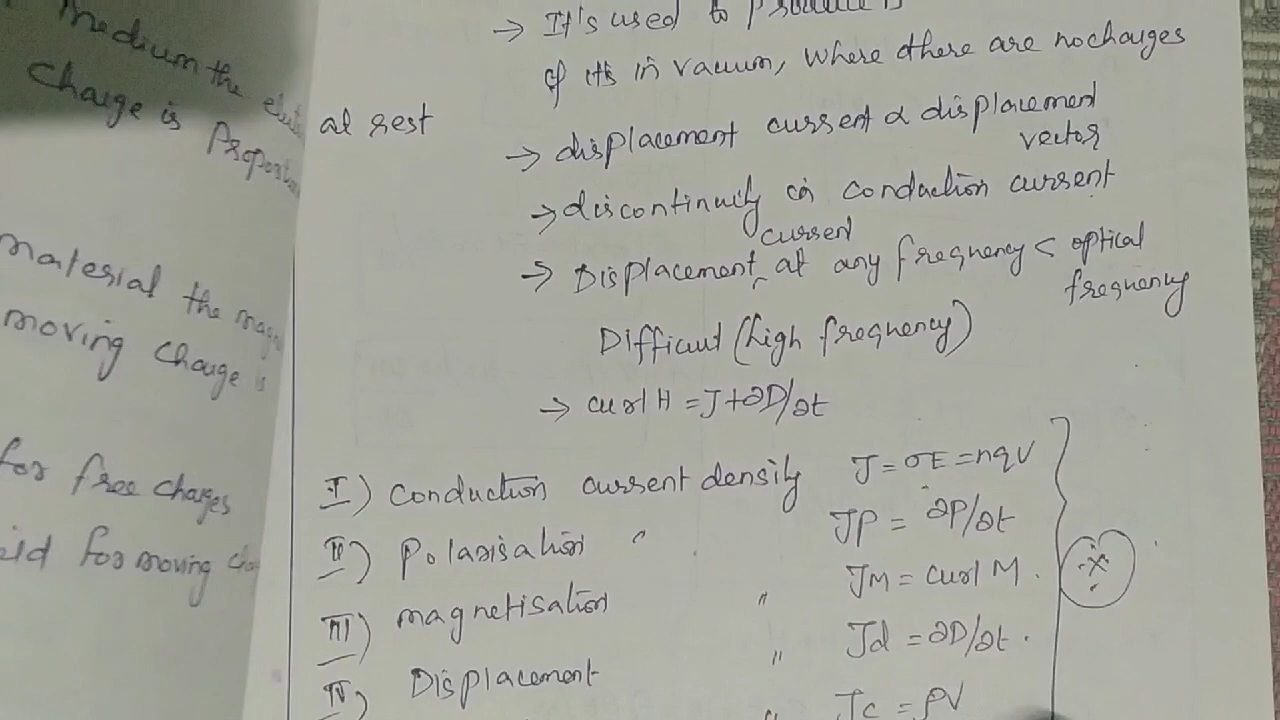 medium the
charge is
material the
moving charge is
for free charges
for moving
→ It's used to
if its in vacuum, where there are no charges
at rest
→ displacement current α displacement
vector
→ discontinuity in conduction current
current
→ Displacement at any frequency < optical
frequency
Difficult (high frequency)
→ curl H = J+∂D/∂t
I) conduction current density J = σE = nqv
II) Polarisation " JP = ∂P/∂t
III) magnetisation " JM = curl M.
IV) Displacement " Jd = ∂D/∂t.
Jc = ρV